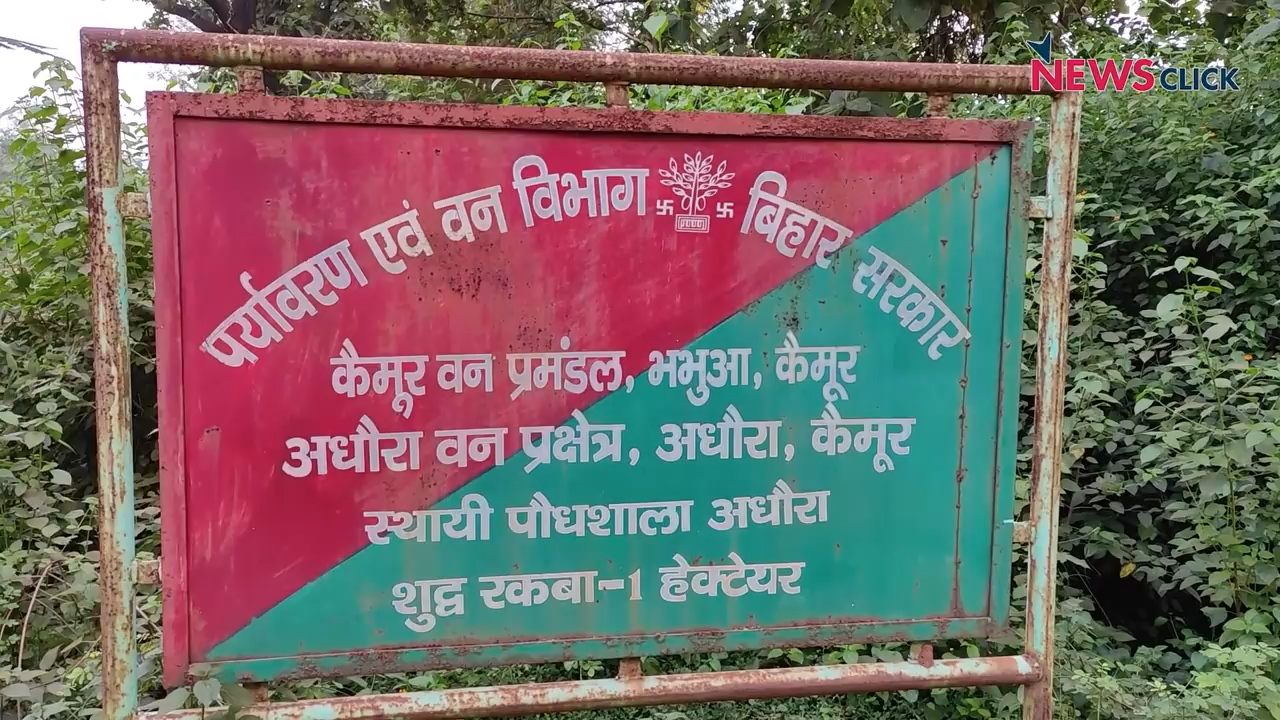 NEWSCLICK
पर्यावरण एवं वन विभाग बिहार सरकार
कैमूर वन प्रमंडल, भभुआ, कैमूर
अधौरा वन प्रक्षेत्र, अधौरा, कैमूर
स्थायी पौधशाला अधौरा
शुद्व रकबा-1 हेक्टेयर